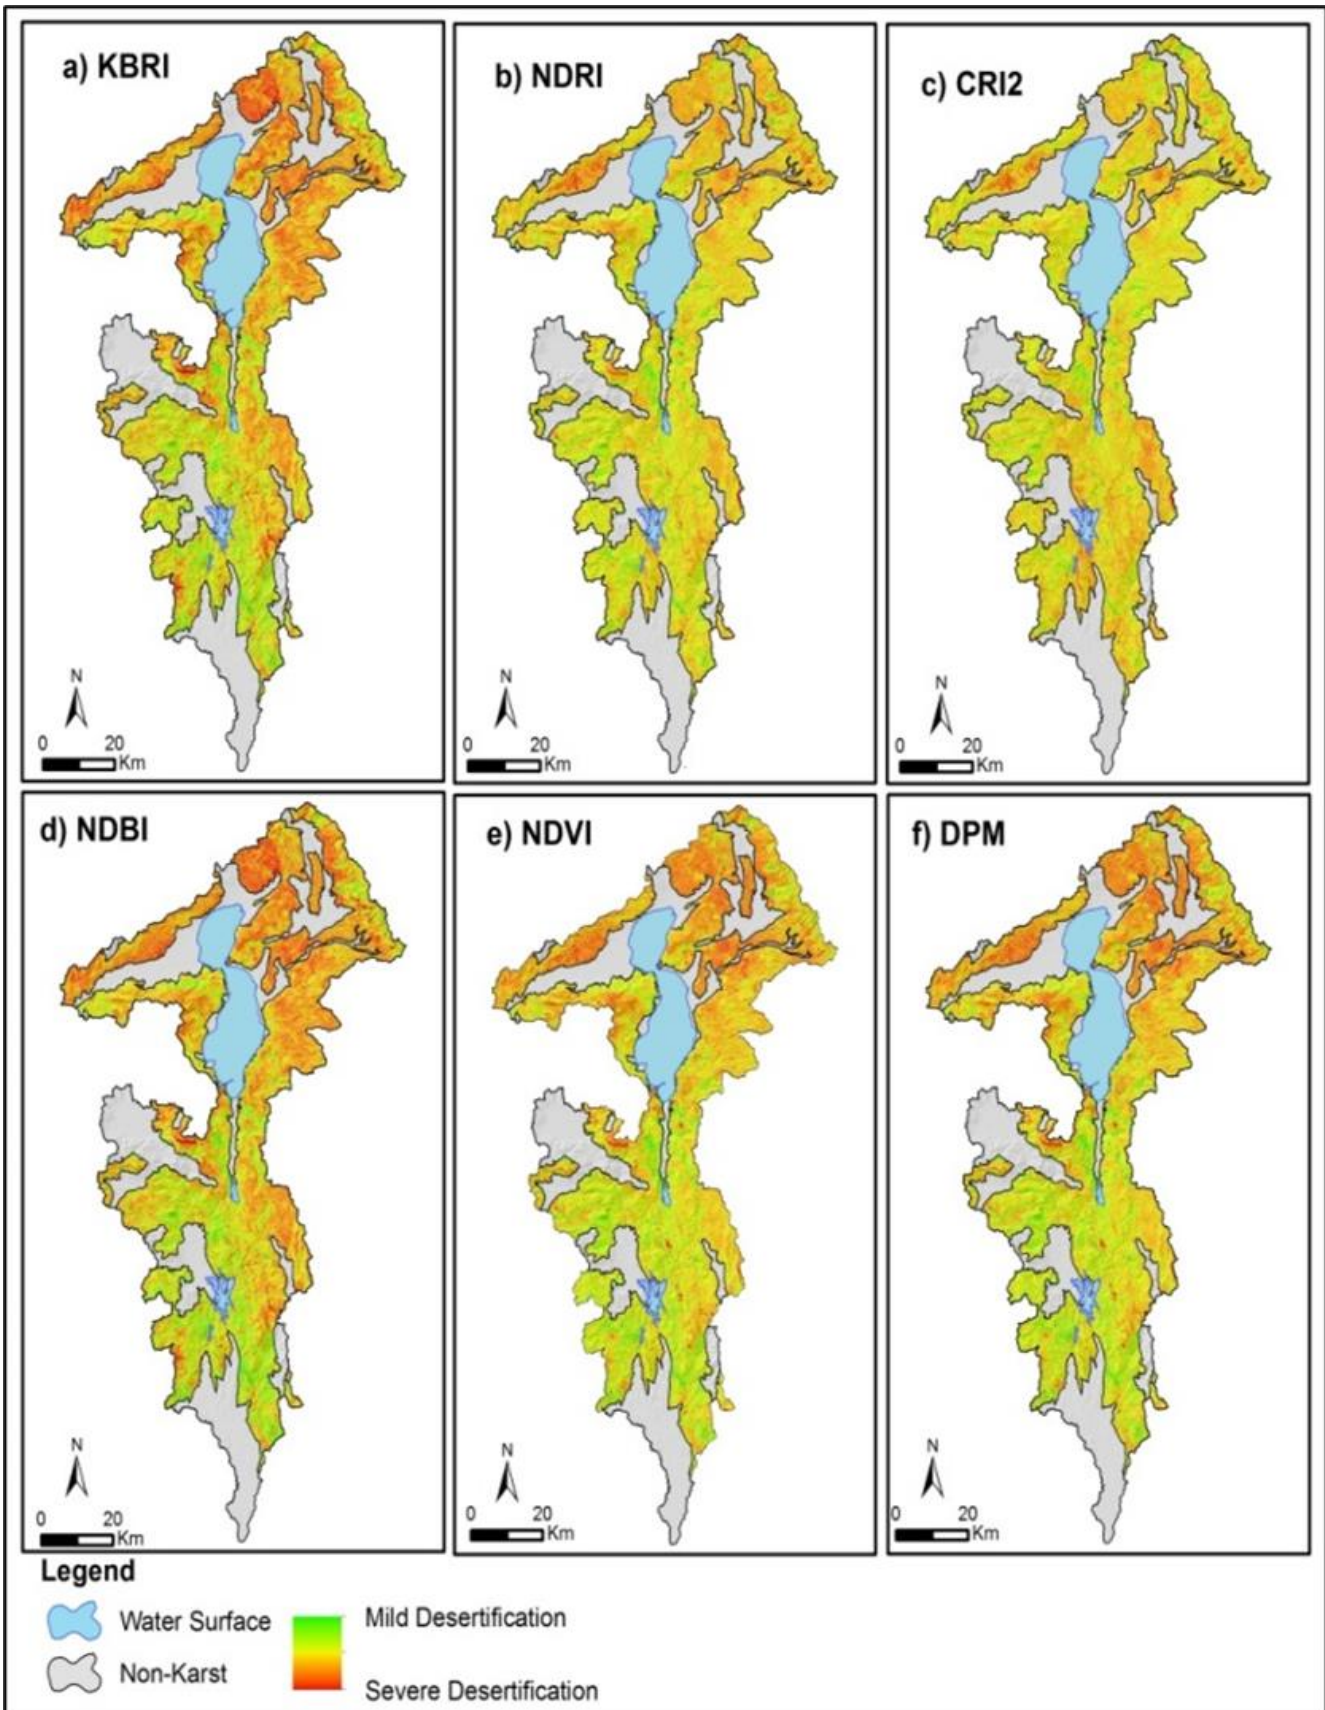 a) KBRI
b) NDRI
c) CRI2
N
0 20
Km
N
0 20
Km
N
0 20
Km
d) NDBI
e) NDVI
f) DPM
N
0 20
Km
N
0 20
Km
N
0 20
Km
Legend
Water Surface
Non-Karst
Mild Desertification
Severe Desertification